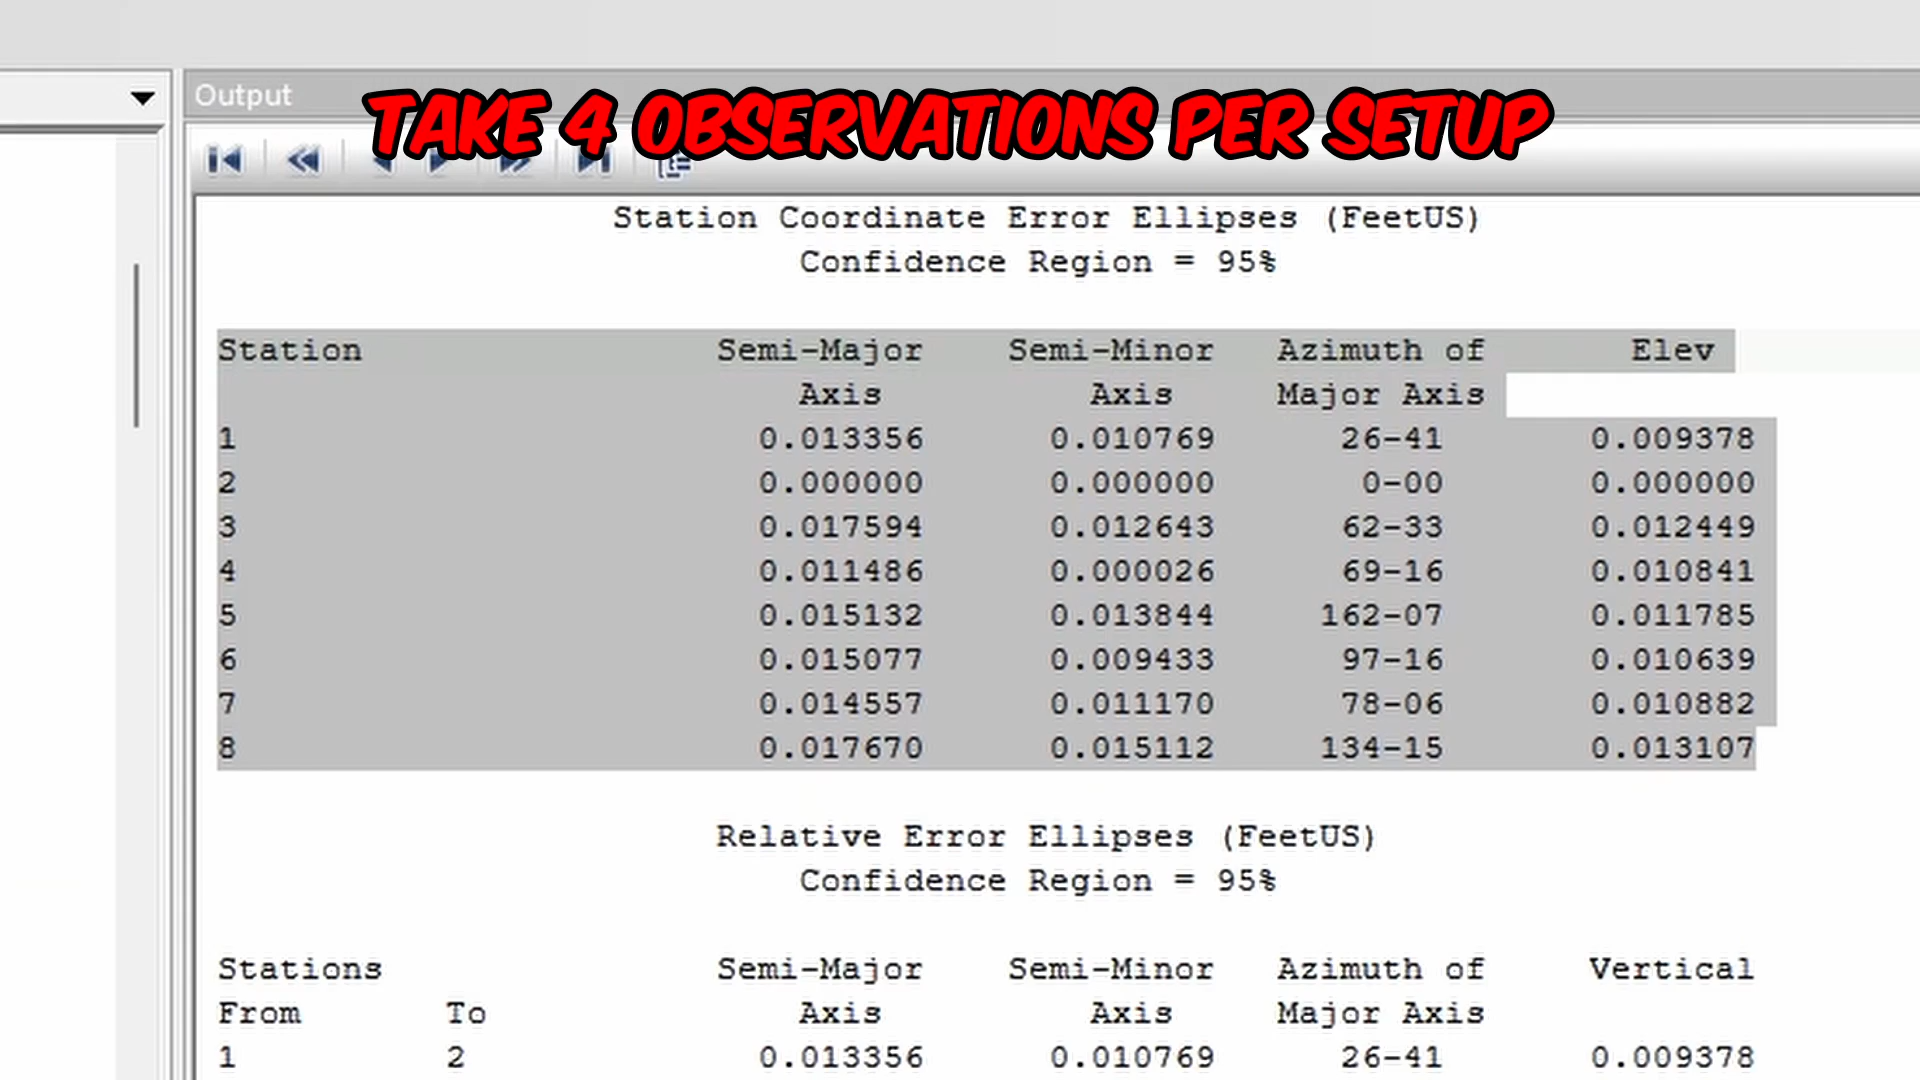 Output
TAKE 4 OBSERVATIONS PER SETUP
Station Coordinate Error Ellipses (FeetUS)
Confidence Region = 95%
Station Semi-Major Semi-Minor Azimuth of Elev
Axis Axis Major Axis
1 0.013356 0.010769 26-41 0.009378
2 0.000000 0.000000 0-00 0.000000
3 0.017594 0.012643 62-33 0.012449
4 0.011486 0.000026 69-16 0.010841
5 0.015132 0.013844 162-07 0.011785
6 0.015077 0.009433 97-16 0.010639
7 0.014557 0.011170 78-06 0.010882
8 0.017670 0.015112 134-15 0.013107
Relative Error Ellipses (FeetUS)
Confidence Region = 95%
Stations Semi-Major Semi-Minor Azimuth of Vertical
From To Axis Axis Major Axis
1 2 0.013356 0.010769 26-41 0.009378